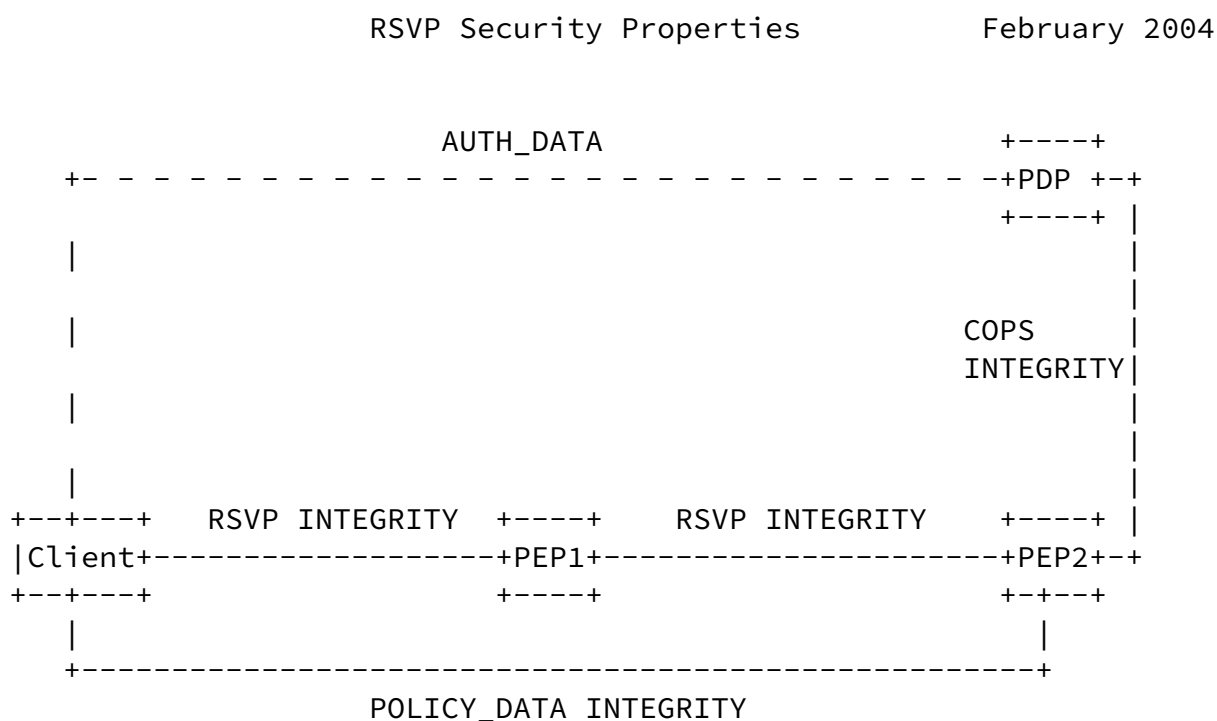 RSVP Security Properties February 2004
AUTH_DATA +----+
+- - - - - - - - - - - - - - - - - - - - - - - - - -+PDP +-+
+----+ |
| |
|
| COPS |
INTEGRITY|
| |
|
| |
+--+---+ RSVP INTEGRITY +----+ RSVP INTEGRITY +----+ |
|Client+-------------------+PEP1+----------------------+PEP2+-+
+--+---+ +----+ +-+--+
| |
+-----------------------------------------------------+
POLICY_DATA INTEGRITY